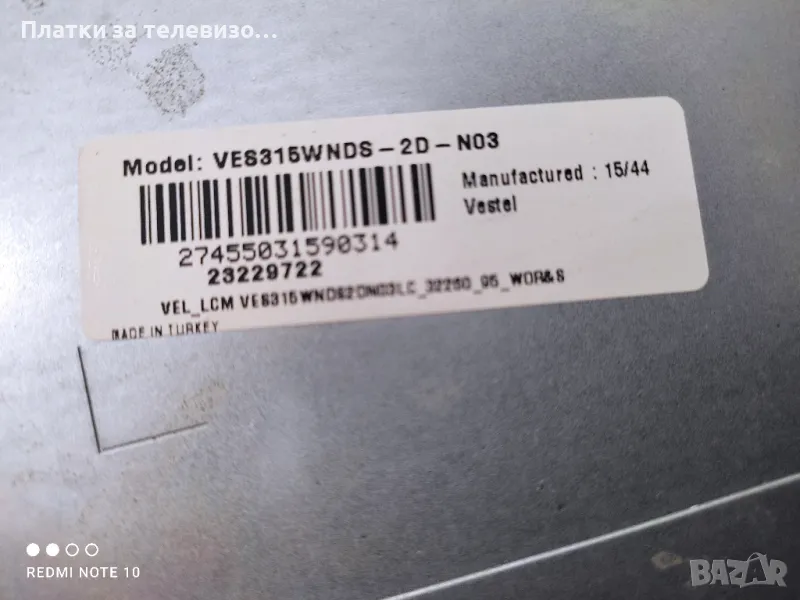 Платки за телевизо...
Model: VES315WNDS-2D-N03
Manufactured : 15/44
Vestel
27455031590314
23229722
VEL_LCM VES315WNDS2DN03LC_32260_95_WOR&S
MADE IN TURKEY
REDMI NOTE 10
BAZAR